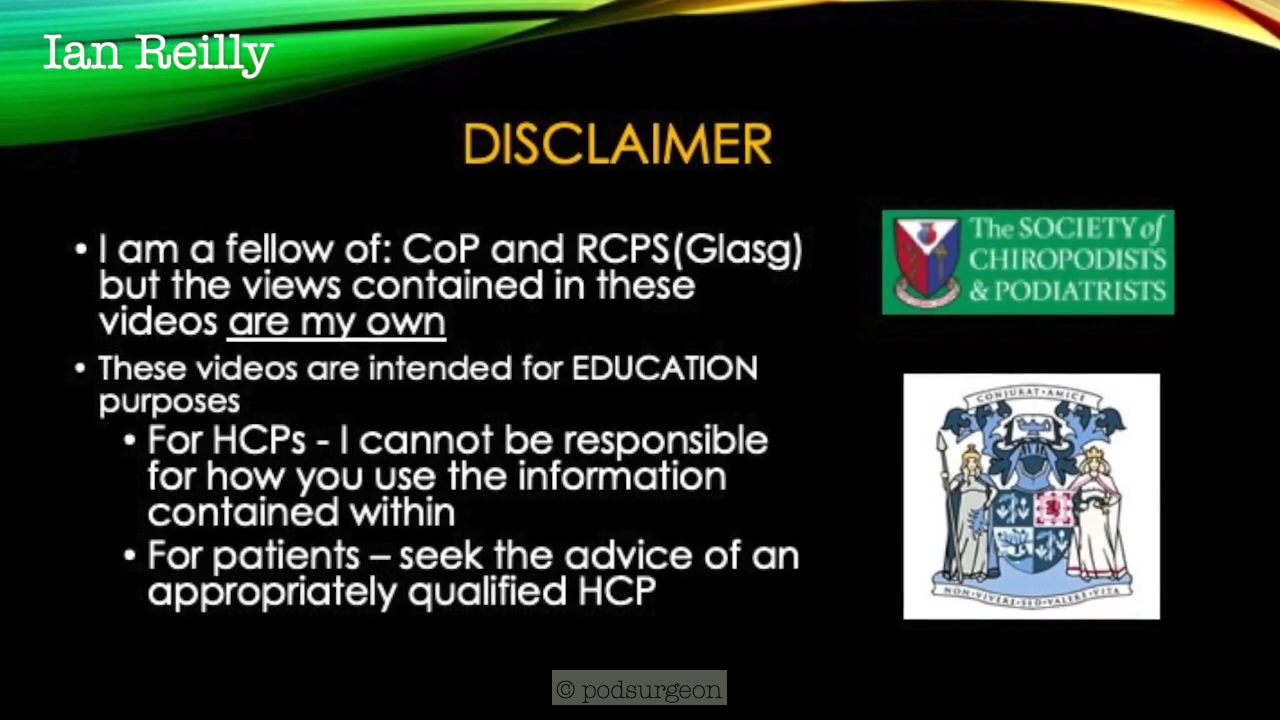 Ian Reilly
DISCLAIMER
• I am a fellow of: CoP and RCPS(Glasg)
but the views contained in these
videos are my own
• These videos are intended for EDUCATION
purposes
• For HCPs - I cannot be responsible
for how you use the information
contained within
• For patients – seek the advice of an
appropriately qualified HCP
The SOCIETY of
CHIROPODISTS
& PODIATRISTS
CONJURAT·AMICE
NON·VIVERE·SED·VALERE·VITA
© podsurgeon